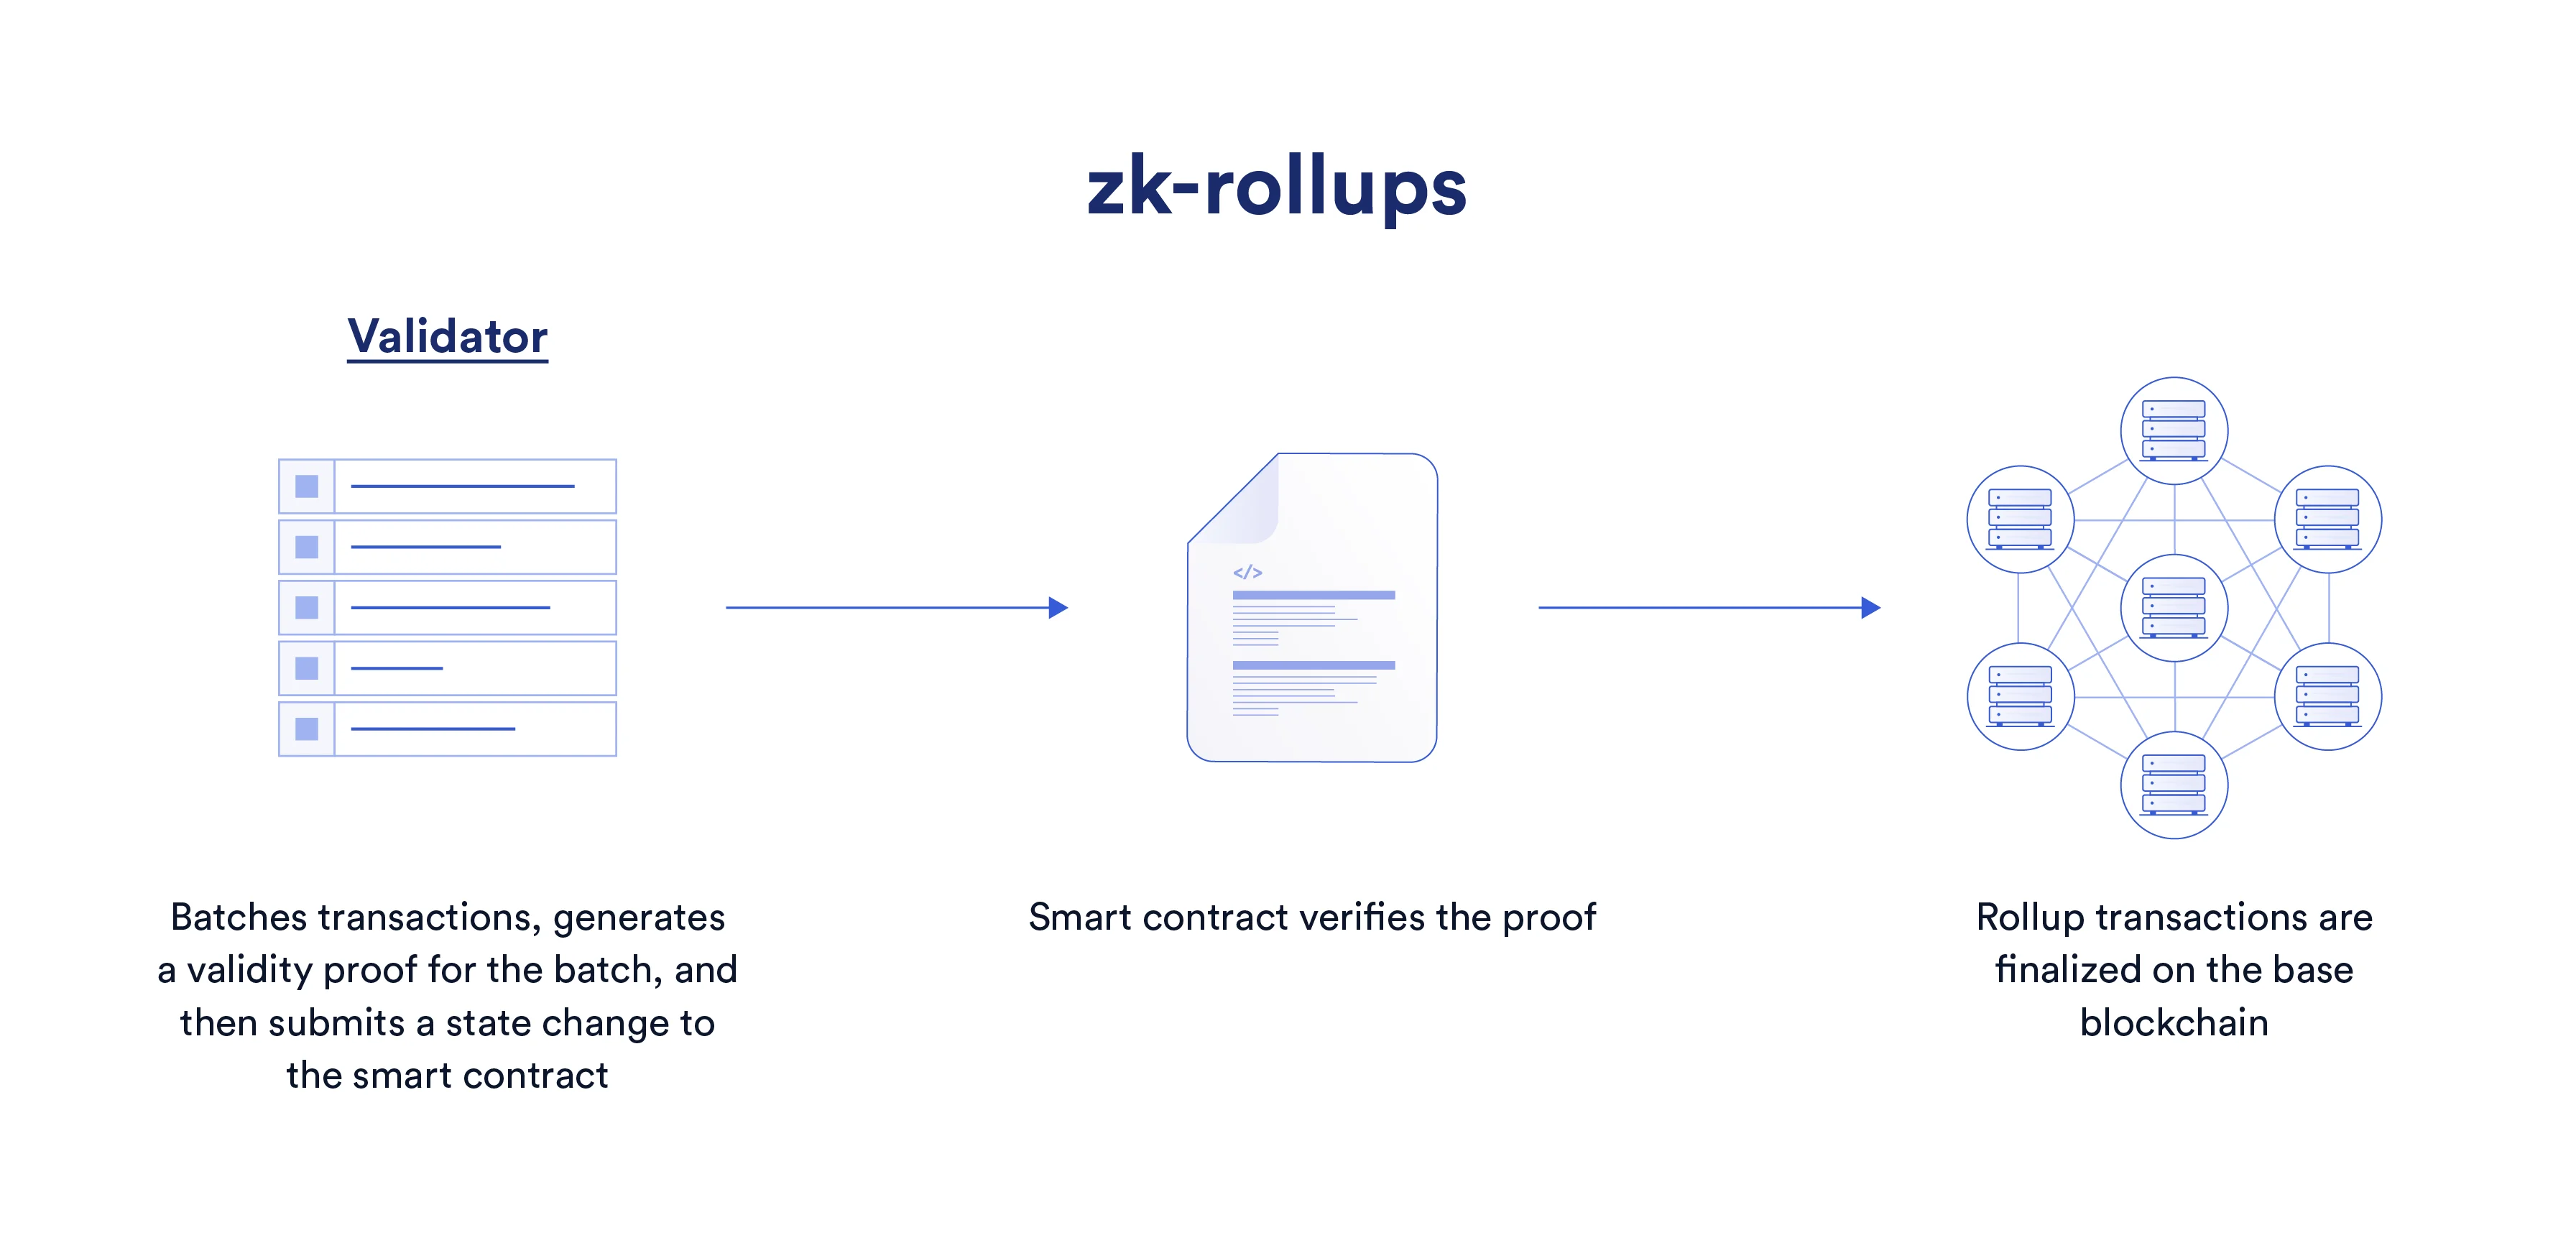 zk-rollups
Validator
Batches transactions, generates
a validity proof for the batch, and
then submits a state change to
the smart contract
</>
Smart contract verifies the proof
Rollup transactions are
finalized on the base
blockchain